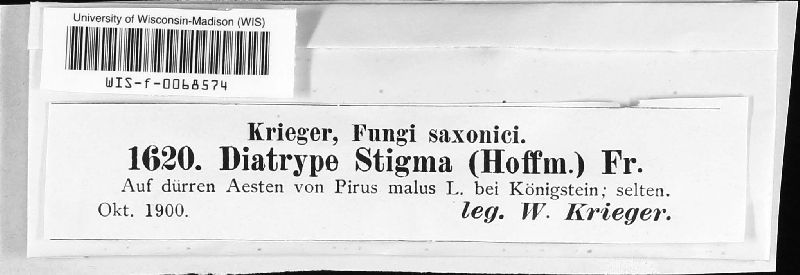 University of Wisconsin-Madison (WIS)
WIS-f-0068574
Krieger, Fungi saxonici.
1620. Diatrype Stigma (Hoffm.) Fr.
Auf dürren Aesten von Pirus malus L. bei Königstein; selten.
Okt. 1900. leg. W. Krieger.